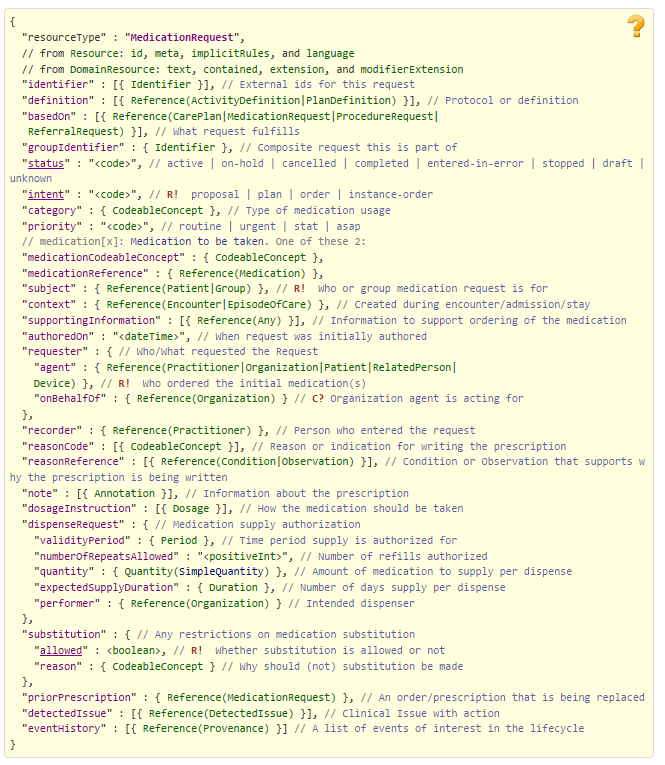 {
"resourceType" : "MedicationRequest",
// from Resource: id, meta, implicitRules, and language
// from DomainResource: text, contained, extension, and modifierExtension
"identifier" : [{ Identifier }], // External ids for this request
"definition" : [{ Reference(ActivityDefinition|PlanDefinition) }], // Protocol or definition
"basedOn" : [{ Reference(CarePlan|MedicationRequest|ProcedureRequest|
ReferralRequest) }], // What request fulfills
"groupIdentifier" : { Identifier }, // Composite request this is part of
"status" : "<code>", // active | on-hold | cancelled | completed | entered-in-error | stopped | draft |
unknown
"intent" : "<code>", // R!  proposal | plan | order | instance-order
"category" : { CodeableConcept }, // Type of medication usage
"priority" : "<code>", // routine | urgent | stat | asap
// medication[x]: Medication to be taken. One of these 2:
"medicationCodeableConcept" : { CodeableConcept },
"medicationReference" : { Reference(Medication) },
"subject" : { Reference(Patient|Group) }, // R!  Who or group medication request is for
"context" : { Reference(Encounter|EpisodeOfCare) }, // Created during encounter/admission/stay
"supportingInformation" : [{ Reference(Any) }], // Information to support ordering of the medication
"authoredOn" : "<dateTime>", // When request was initially authored
"requester" : { // Who/What requested the Request
"agent" : { Reference(Practitioner|Organization|Patient|RelatedPerson|
Device) }, // R!  Who ordered the initial medication(s)
"onBehalfOf" : { Reference(Organization) } // C? Organization agent is acting for
},
"recorder" : { Reference(Practitioner) }, // Person who entered the request
"reasonCode" : [{ CodeableConcept }], // Reason or indication for writing the prescription
"reasonReference" : [{ Reference(Condition|Observation) }], // Condition or Observation that supports w
hy the prescription is being written
"note" : [{ Annotation }], // Information about the prescription
"dosageInstruction" : [{ Dosage }], // How the medication should be taken
"dispenseRequest" : { // Medication supply authorization
"validityPeriod" : { Period }, // Time period supply is authorized for
"numberOfRepeatsAllowed" : "<positiveInt>", // Number of refills authorized
"quantity" : { Quantity(SimpleQuantity) }, // Amount of medication to supply per dispense
"expectedSupplyDuration" : { Duration }, // Number of days supply per dispense
"performer" : { Reference(Organization) } // Intended dispenser
},
"substitution" : { // Any restrictions on medication substitution
"allowed" : <boolean>, // R!  Whether substitution is allowed or not
"reason" : { CodeableConcept } // Why should (not) substitution be made
},
"priorPrescription" : { Reference(MedicationRequest) }, // An order/prescription that is being replaced
"detectedIssue" : [{ Reference(DetectedIssue) }], // Clinical Issue with action
"eventHistory" : [{ Reference(Provenance) }] // A list of events of interest in the lifecycle
}